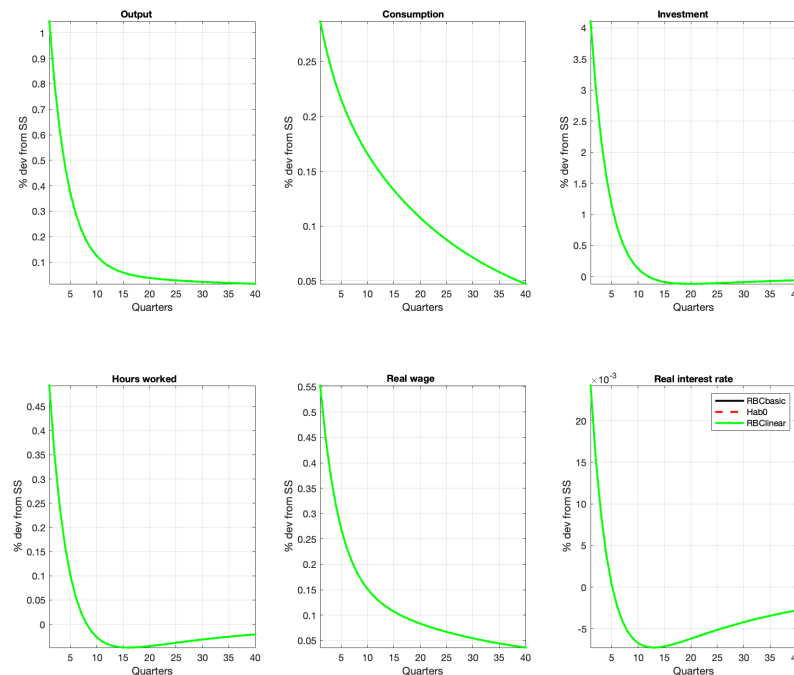 Output
% dev from SS
1
0.9
0.8
0.7
0.6
0.5
0.4
0.3
0.2
0.1
5 10 15 20 25 30 35 40
Quarters
Consumption
% dev from SS
0.25
0.2
0.15
0.1
0.05
5 10 15 20 25 30 35 40
Quarters
Investment
% dev from SS
4
3.5
3
2.5
2
1.5
1
0.5
0
5 10 15 20 25 30 35
Quarters
Hours worked
% dev from SS
0.45
0.4
0.35
0.3
0.25
0.2
0.15
0.1
0.05
0
5 10 15 20 25 30 35 40
Quarters
Real wage
% dev from SS
0.55
0.5
0.45
0.4
0.35
0.3
0.25
0.2
0.15
0.1
0.05
5 10 15 20 25 30 35 40
Quarters
Real interest rate
×10⁻³
% dev from SS
20
15
10
5
0
-5
5 10 15 20 25 30 35
Quarters
RBCbasic
Hab0
RBClinear